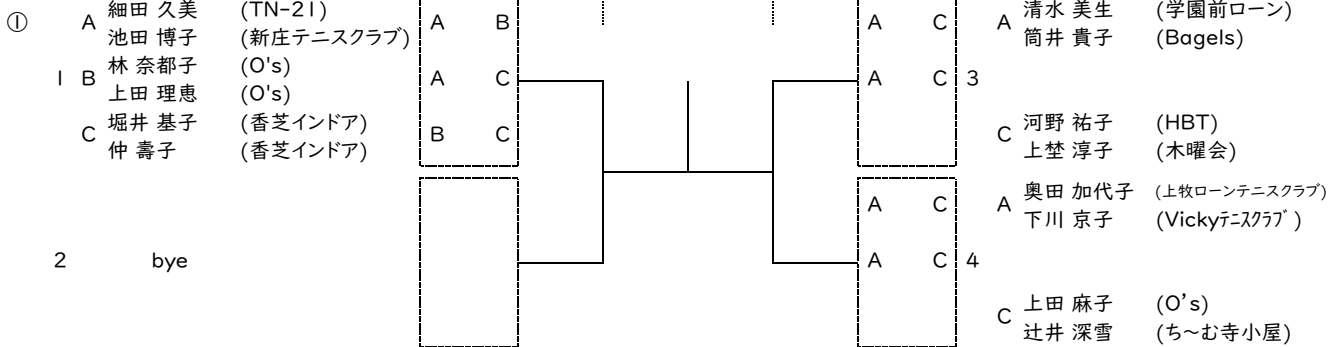 ① A 細田 久美 (TN-21)
池田 博子 (新庄テニスクラブ)
1 B 林 奈都子 (O's)
上田 理恵 (O's)
C 堀井 基子 (香芝インドア)
仲 壽子 (香芝インドア)
A B
A C
B C
2 bye
A C
A C
3
A 清水 美生 (学園前ローン)
筒井 貴子 (Bagels)
C 河野 祐子 (HBT)
上埜 淳子 (木曜会)
A C
A C
4
A 奥田 加代子 (上牧ローンテニスクラブ)
下川 京子 (Vickyテニスクラブ)
C 上田 麻子 (O’s)
辻井 深雪 (ち～む寺小屋)